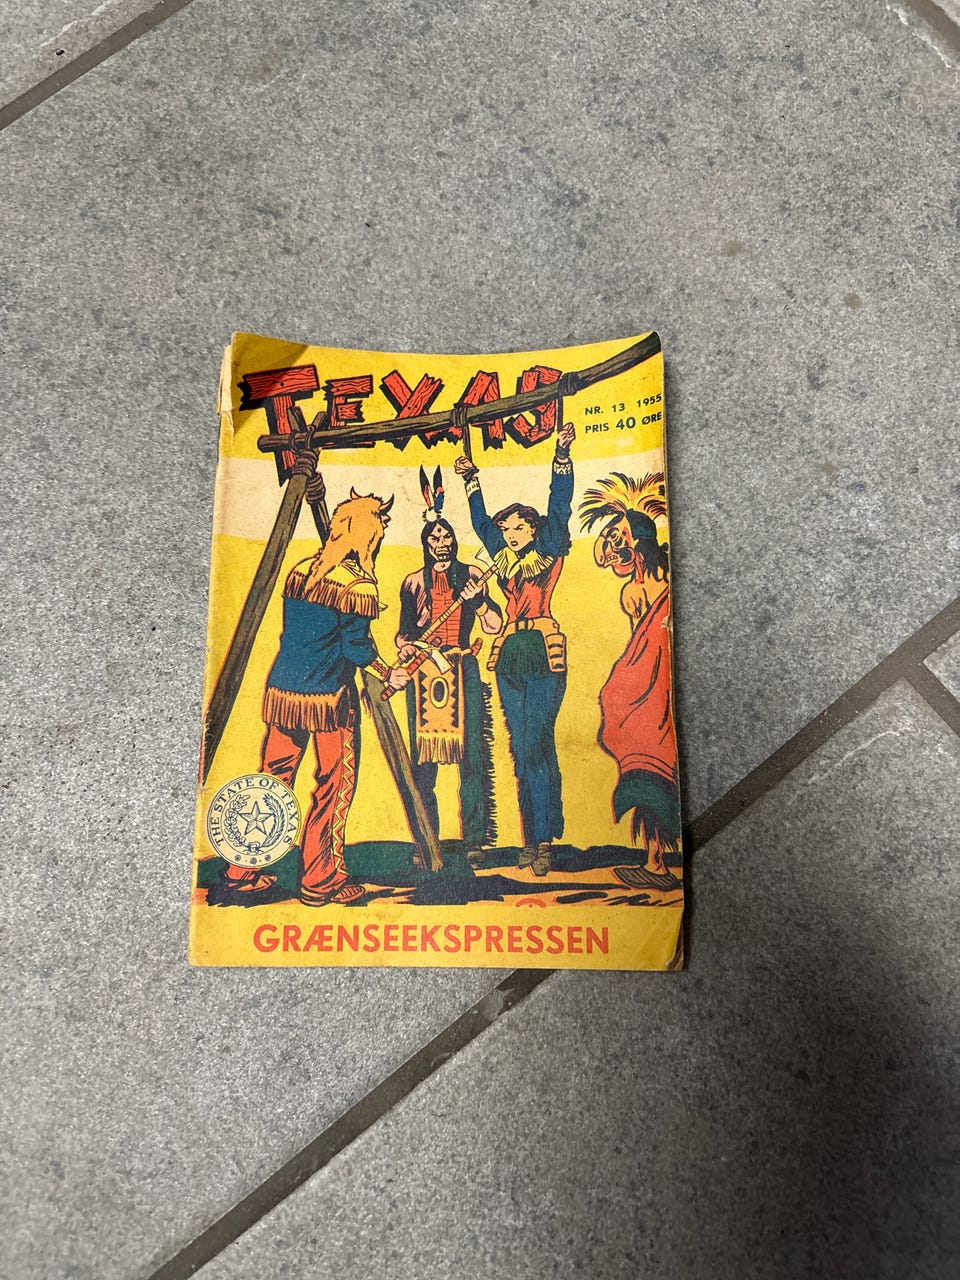 TEXAS
NR. 13 1955
PRIS 40 ØRE
THE STATE OF TEXAS
GRÆNSEEKSPRESSEN